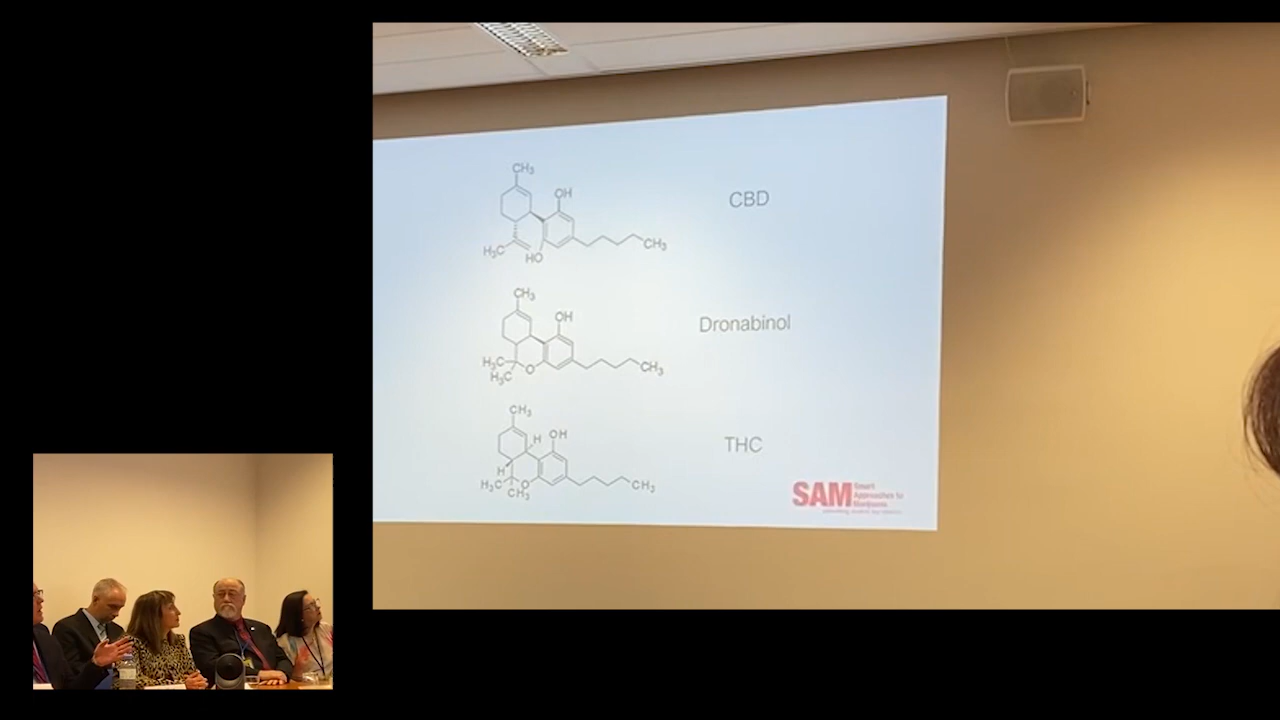 CH₃
OH
CBD
H₃C
CH₃
HO
CH₃
OH
Dronabinol
H₃C
H₃C
O
CH₃
CH₃
OH
H
THC
H
H₃C
CH₃
O
CH₃
SAM
Smart
Approaches to
Marijuana